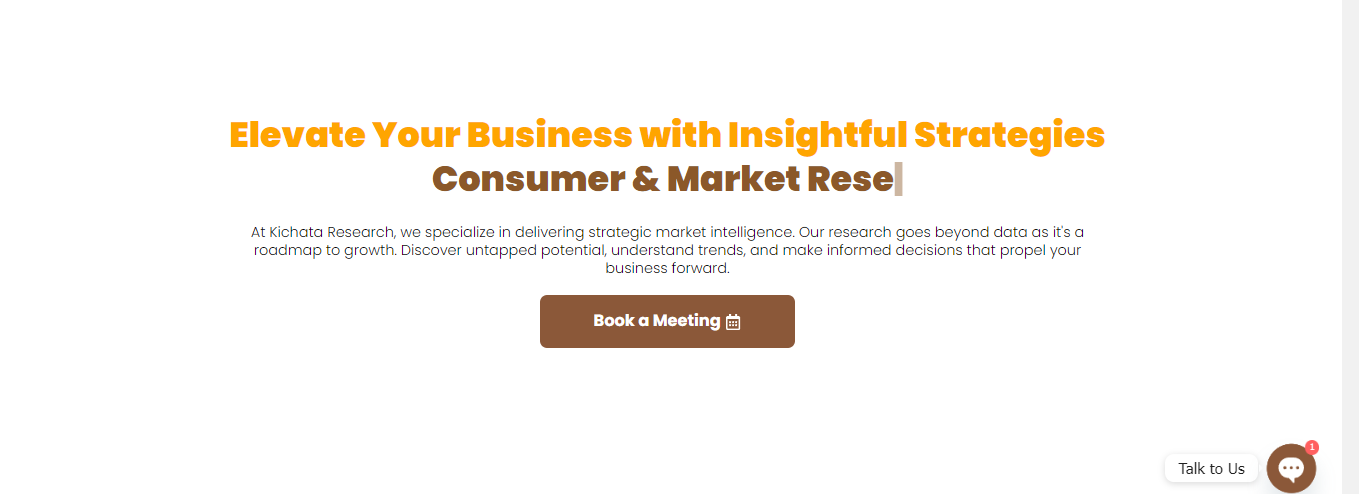 Elevate Your Business with Insightful Strategies
Consumer & Market Rese
At Kichata Research, we specialize in delivering strategic market intelligence. Our research goes beyond data as it's a
roadmap to growth. Discover untapped potential, understand trends, and make informed decisions that propel your
business forward.
Book a Meeting
1
Talk to Us